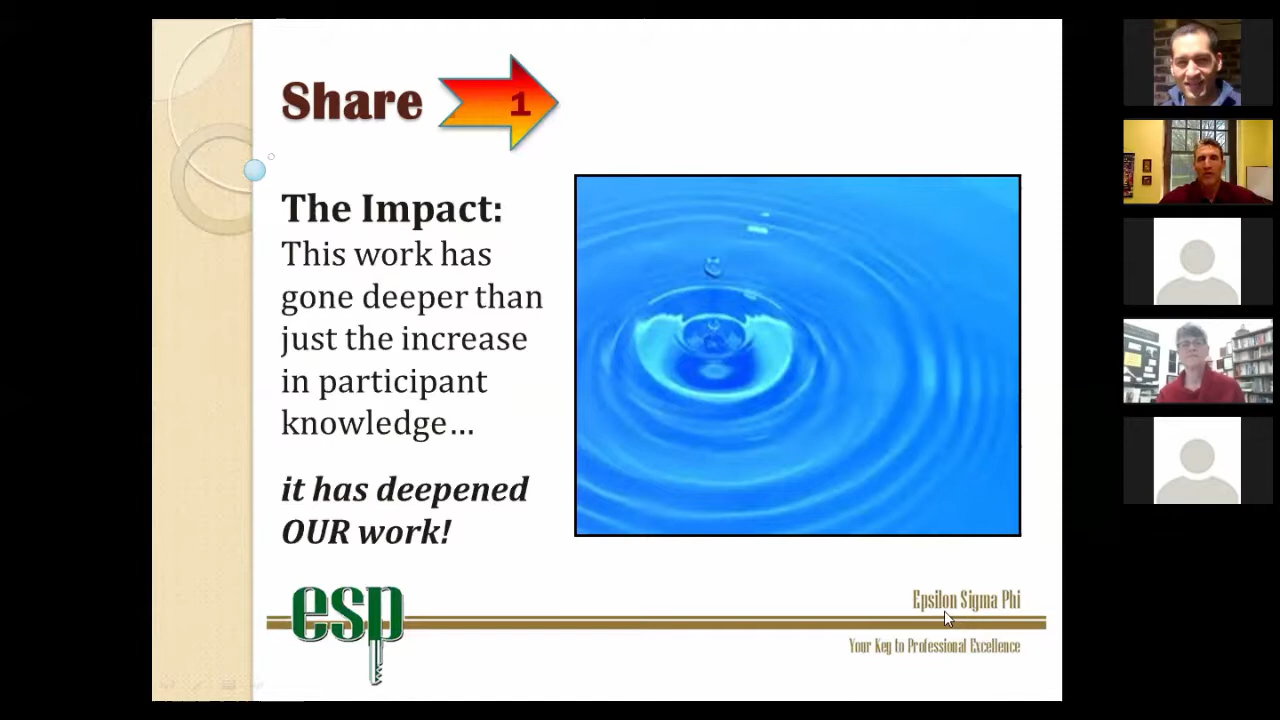 Share
1
The Impact:
This work has
gone deeper than
just the increase
in participant
knowledge…
it has deepened
OUR work!
esp
Epsilon Sigma Phi
Your Key to Professional Excellence